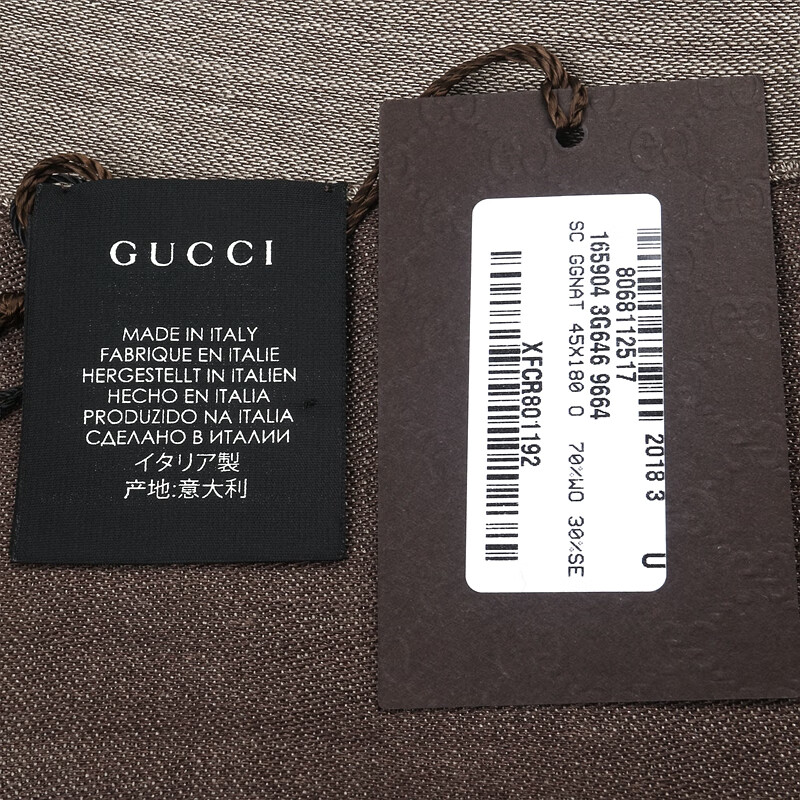 GUCCI
MADE IN ITALY
FABRIQUE EN ITALIE
HERGESTELLT IN ITALIEN
HECHO EN ITALIA
PRODUZIDO NA ITALIA
СДЕЛАНО В ИТАЛИИ
イタリア製
产地:意大利
8068112517
2018 3 U
165904 3G646 9664
SC GGNAT 45X180 O 70%WO 30%SE
XFCR801192